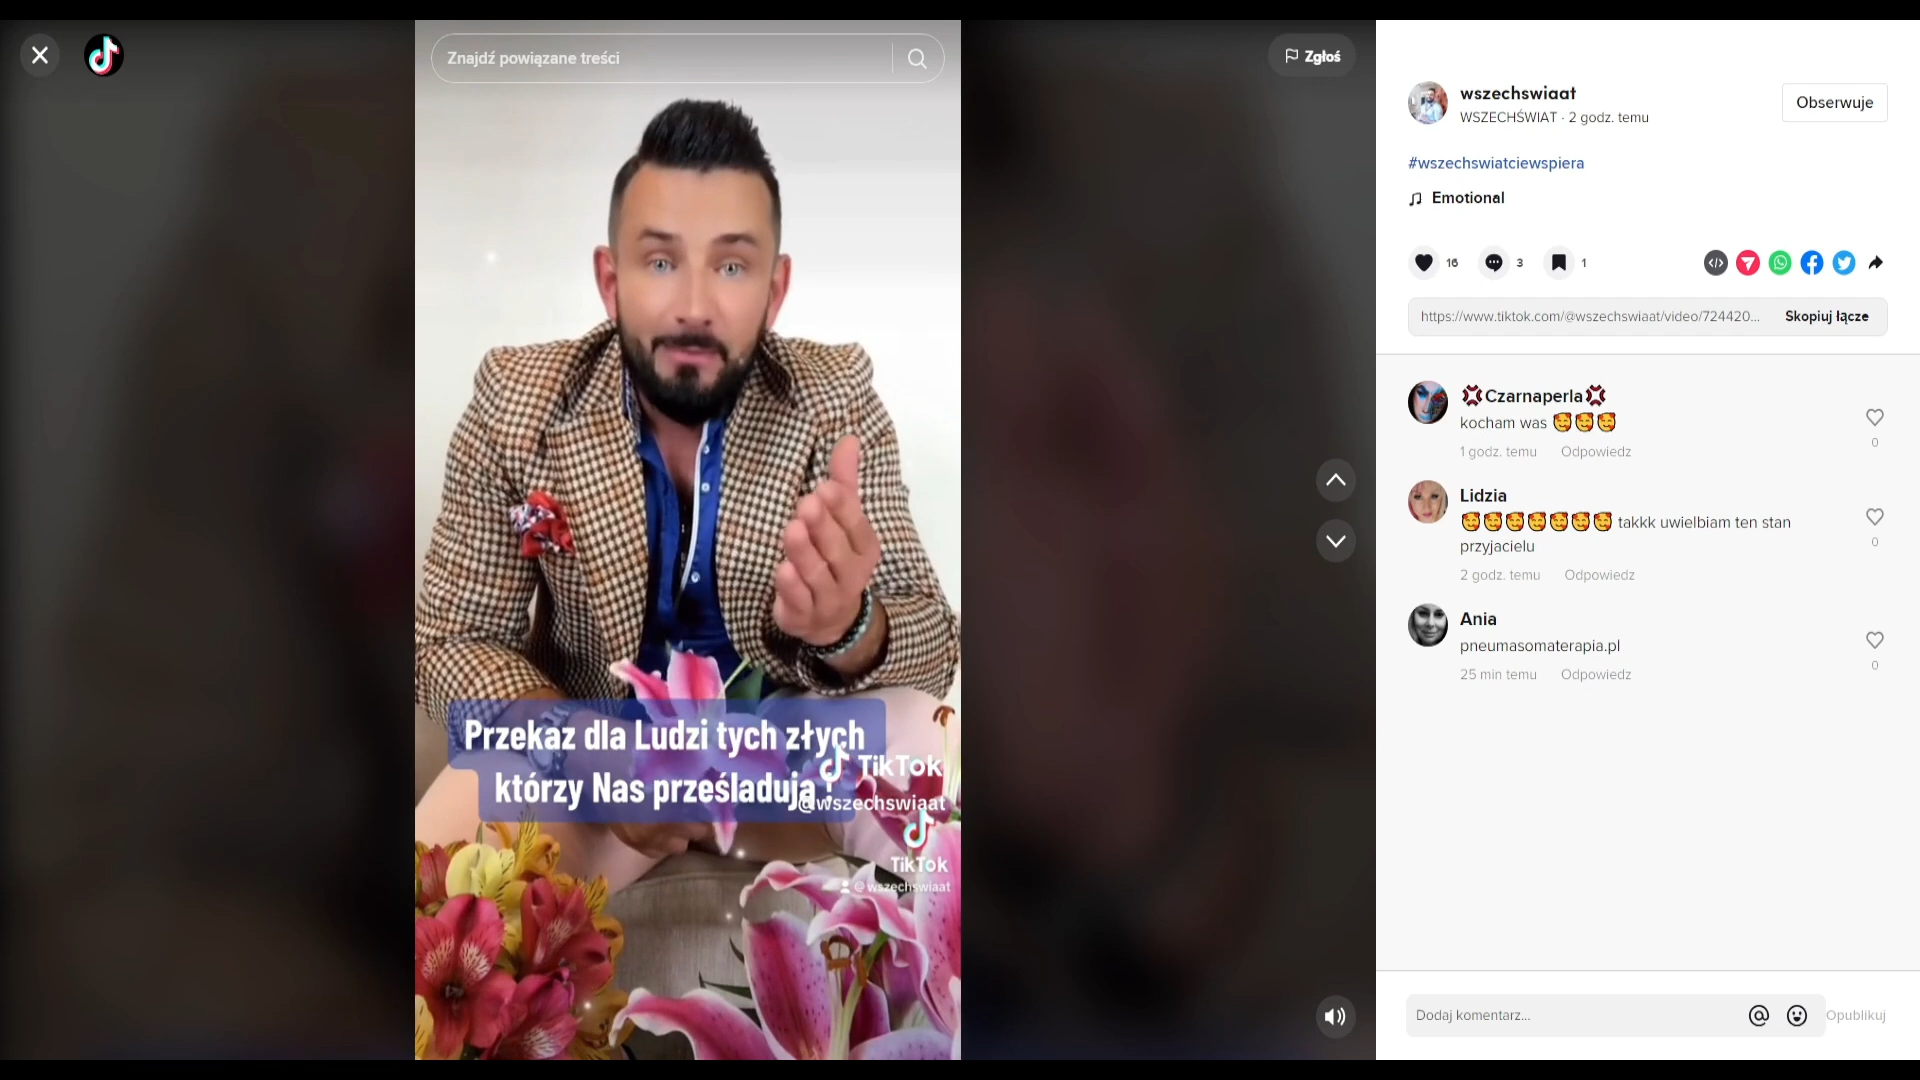 Znajdź powiązane treści
Zgłoś
Przekaz dla Ludzi tych złych
którzy Nas prześladują !
TikTok
@wszechswiaat
TikTok
@wszechswiaat
wszechswiaat
WSZECHŚWIAT · 2 godz. temu
Obserwuje
#wszechswiatciewspiera
Emotional
16
3
1
https://www.tiktok.com/@wszechswiaat/video/724420...
Skopiuj łącze
💢Czarnaperla💢
kocham was 🥰🥰🥰
1 godz. temu Odpowiedz
0
Lidzia
🥰🥰🥰🥰🥰🥰🥰 takkk uwielbiam ten stan
przyjacielu
2 godz. temu Odpowiedz
0
Ania
pneumasomaterapia.pl
25 min temu Odpowiedz
0
Dodaj komentarz...
Opublikuj